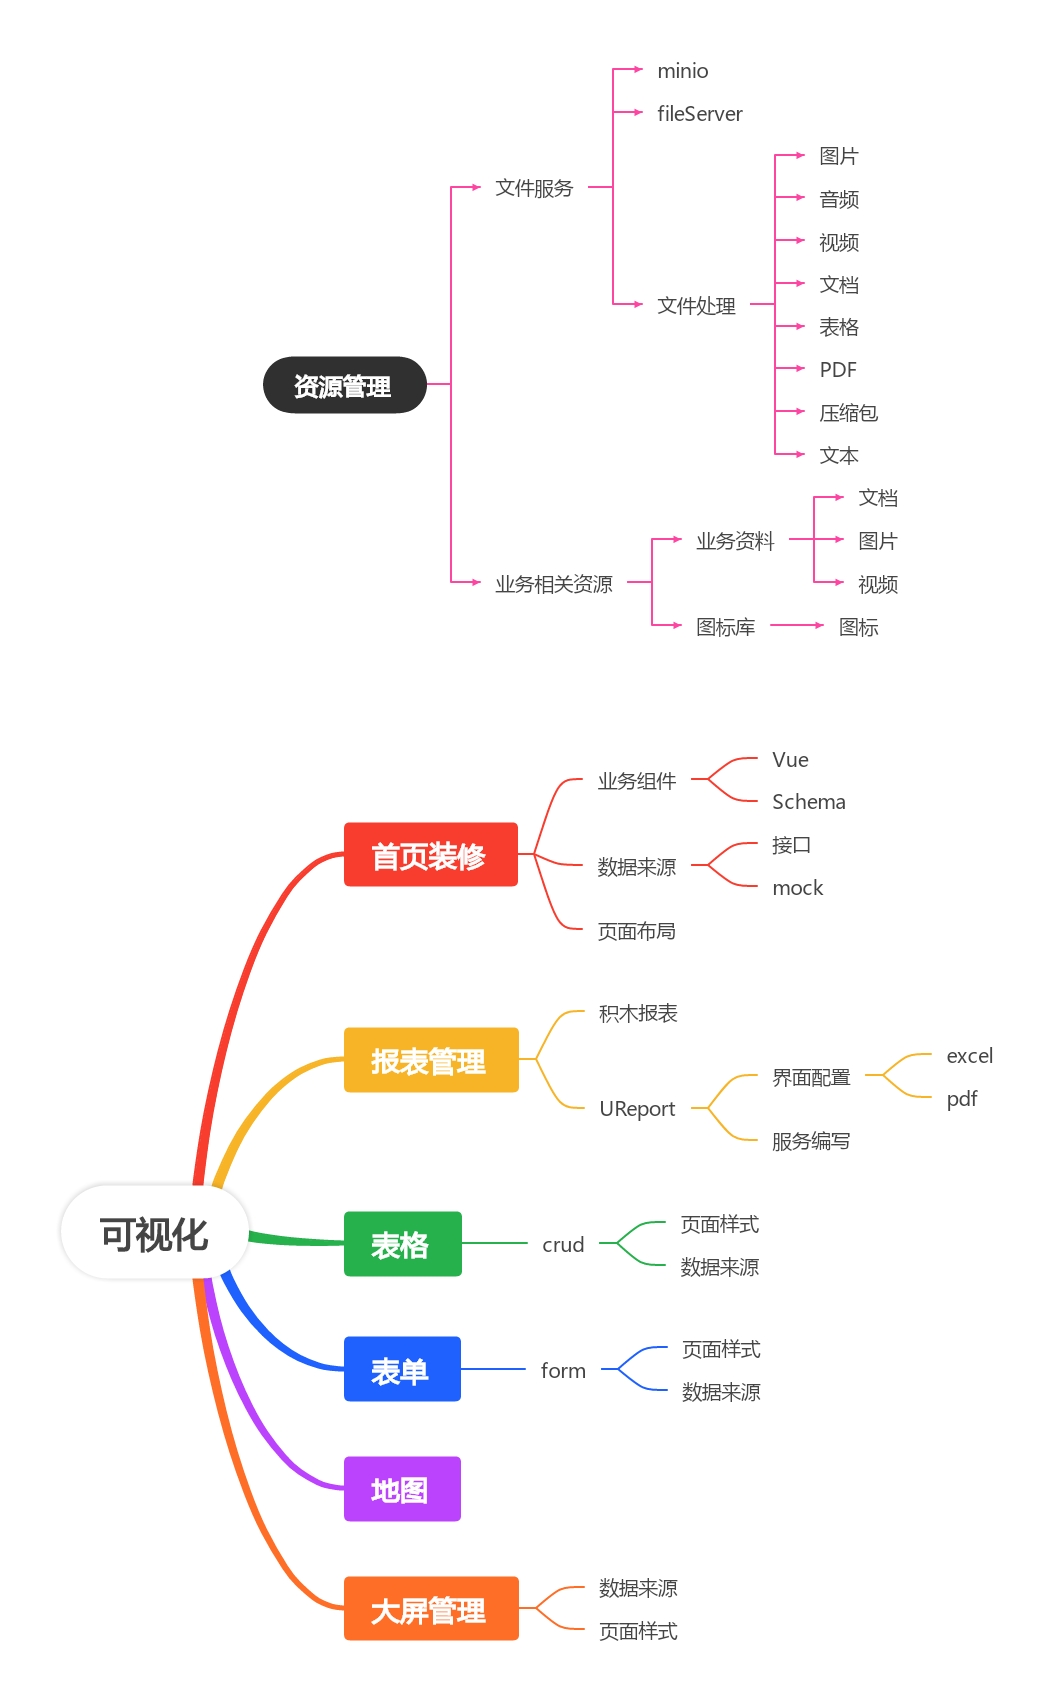 minio
fileServer
图片
音频
文件服务
视频
文档
文件处理
表格
PDF
资源管理
压缩包
文本
文档
业务资料
图片
业务相关资源
视频
图标库
图标
Vue
业务组件
Schema
首页装修
接口
数据来源
mock
页面布局
积木报表
excel
报表管理
界面配置
pdf
UReport
服务编写
可视化
页面样式
表格
crud
数据来源
页面样式
表单
form
数据来源
地图
数据来源
大屏管理
页面样式